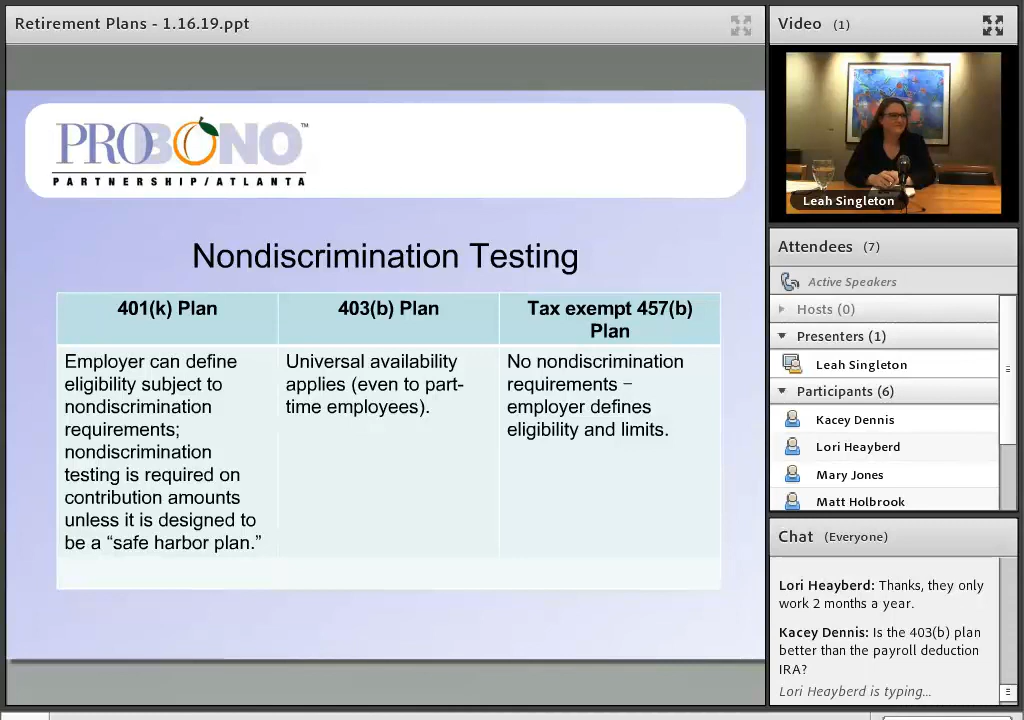 Retirement Plans - 1.16.19.ppt
PROBONO™
PARTNERSHIP/ATLANTA
Nondiscrimination Testing
401(k) Plan
Employer can define
eligibility subject to
nondiscrimination
requirements;
nondiscrimination
testing is required on
contribution amounts
unless it is designed to
be a “safe harbor plan.”
403(b) Plan
Universal availability
applies (even to part-
time employees).
Tax exempt 457(b)
Plan
No nondiscrimination
requirements –
employer defines
eligibility and limits.
Video (1)
Leah Singleton
Attendees (7)
Active Speakers
Hosts (0)
Presenters (1)
Leah Singleton
Participants (6)
Kacey Dennis
Lori Heayberd
Mary Jones
Matt Holbrook
Chat (Everyone)
Lori Heayberd: Thanks, they only
work 2 months a year.
Kacey Dennis: Is the 403(b) plan
better than the payroll deduction
IRA?
Lori Heayberd is typing...